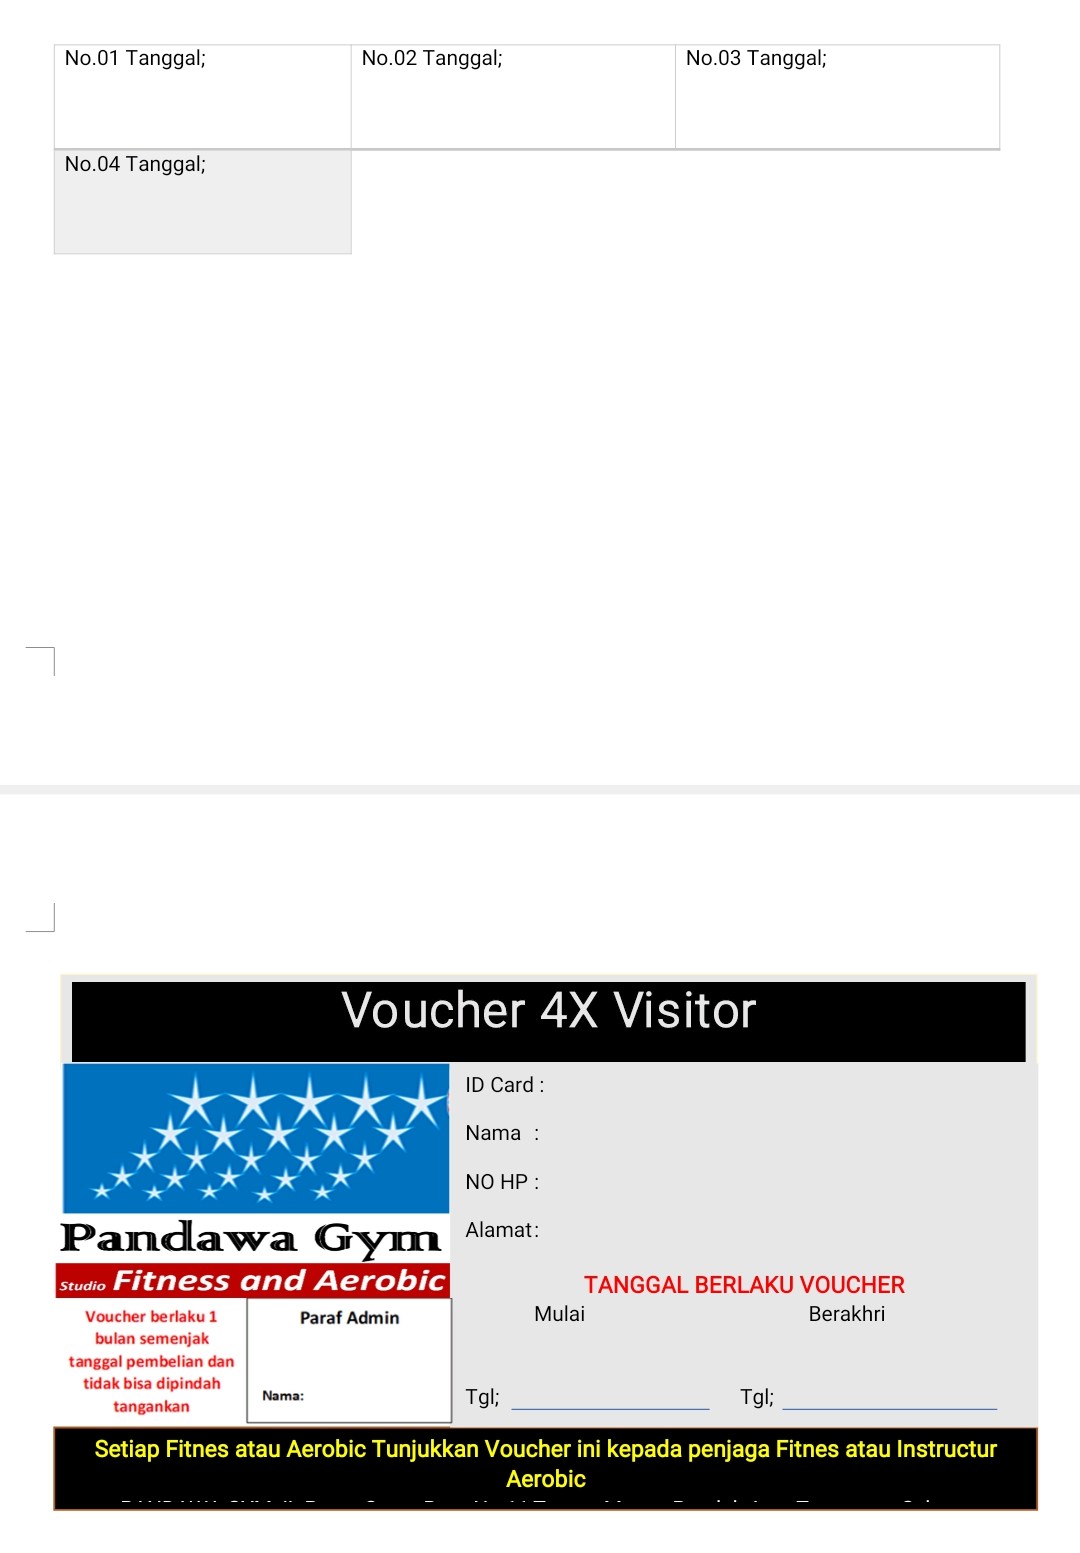 No.01 Tanggal;
No.02 Tanggal;
No.03 Tanggal;
No.04 Tanggal;
Voucher 4X Visitor
ID Card :
Nama :
NO HP :
Alamat:
Pandawa Gym
Studio Fitness and Aerobic
Voucher berlaku 1
bulan semenjak
tanggal pembelian dan
tidak bisa dipindah
tangankan
Paraf Admin
Nama:
TANGGAL BERLAKU VOUCHER
Mulai
Berakhri
Tgl;
Tgl;
Setiap Fitnes atau Aerobic Tunjukkan Voucher ini kepada penjaga Fitnes atau Instructur
Aerobic